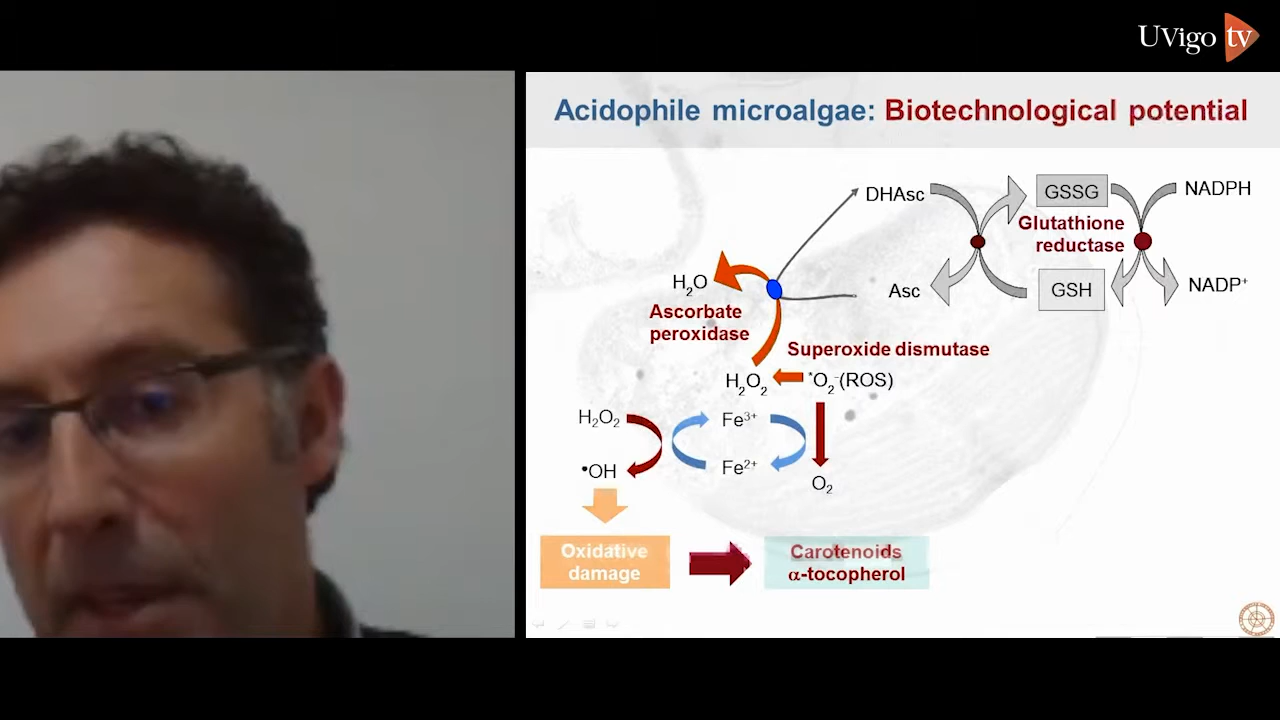 UVigo tv
Acidophile microalgae: Biotechnological potential
DHAsc
GSSG
NADPH
Glutathione
reductase
H₂O
Asc
GSH
NADP⁺
Ascorbate
peroxidase
Superoxide dismutase
H₂O₂
*O₂⁻(ROS)
H₂O₂
Fe³⁺
•OH
Fe²⁺
O₂
Oxidative
damage
Carotenoids
α-tocopherol